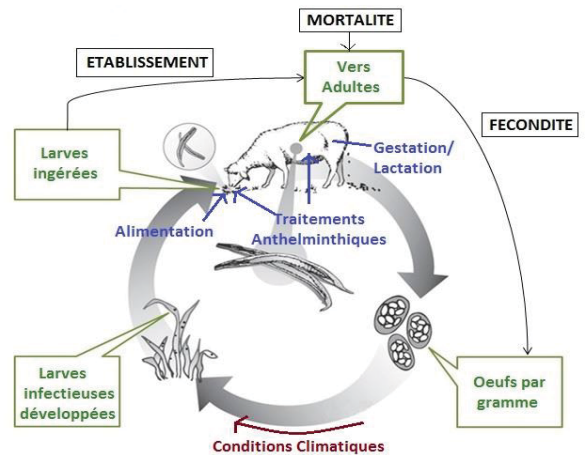 MORTALITE
ETABLISSEMENT
Vers
Adultes
FECONDITE
Larves
ingérées
Gestation/
Lactation
Alimentation
Traitements
Anthelminthiques
Larves
infectieuses
développées
Oeufs par
gramme
Conditions Climatiques